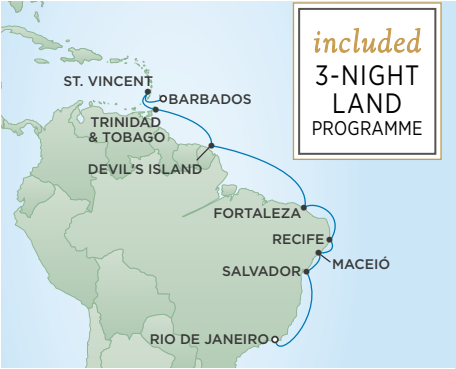 included
3-NIGHT
LAND
PROGRAMME
ST. VINCENT
BARBADOS
TRINIDAD
& TOBAGO
DEVIL'S ISLAND
FORTALEZA
RECIFE
MACEIÓ
SALVADOR
RIO DE JANEIRO